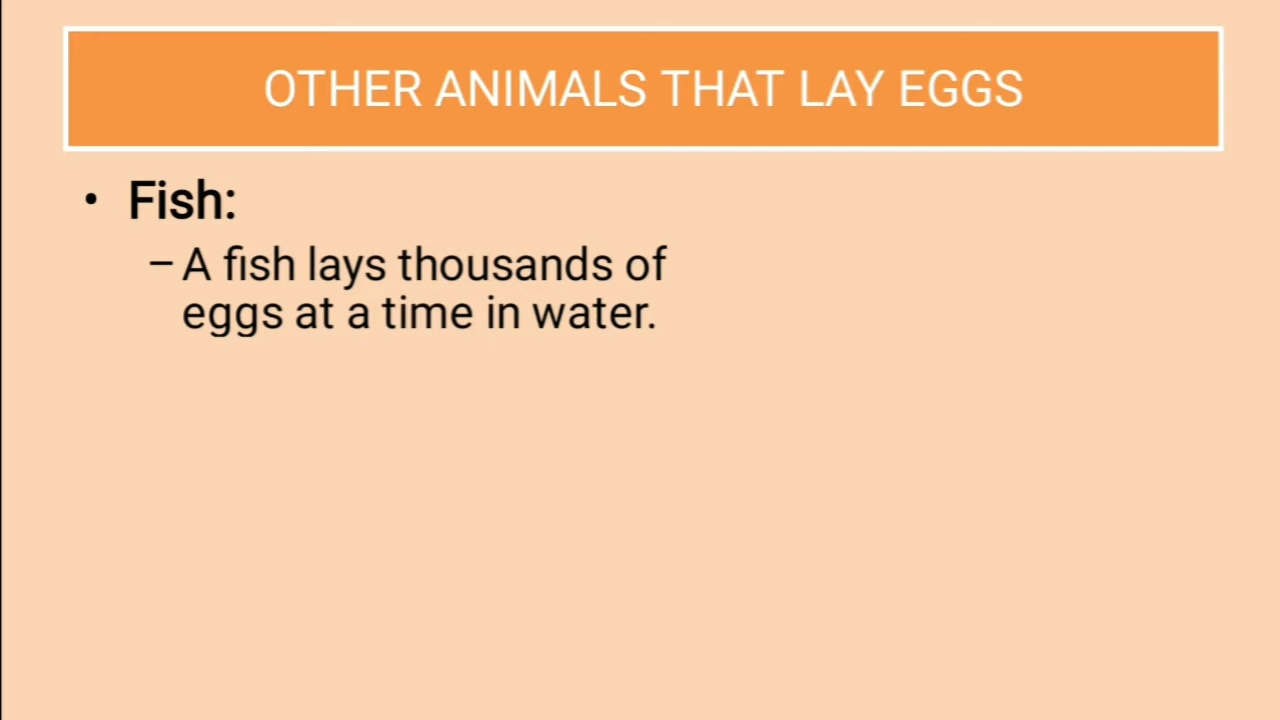 OTHER ANIMALS THAT LAY EGGS
• Fish:
– A fish lays thousands of
eggs at a time in water.